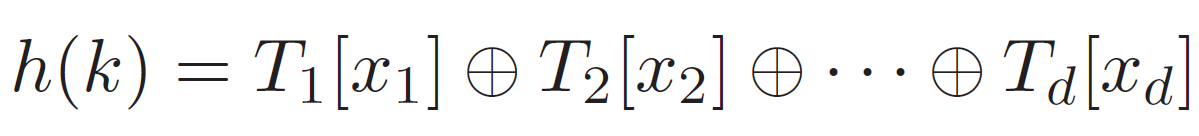 h(k) = T₁[x₁] ⊕ T₂[x₂] ⊕ ··· ⊕ T_d[x_d]